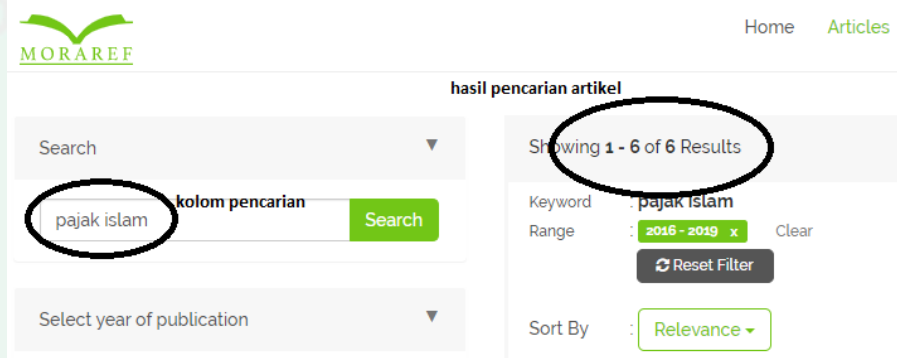 MORAREF
Home Articles
hasil pencarian artikel
Search ▼
Showing 1 - 6 of 6 Results
pajak islam
kolom pencarian
Search
Keyword : pajak islam
Range : 2016 - 2019 x Clear
Reset Filter
Select year of publication ▼
Sort By : Relevance